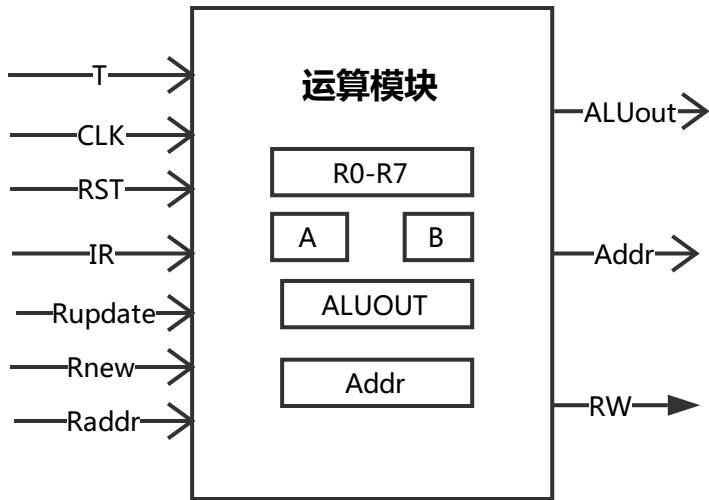 运算模块
T
CLK
RST
IR
Rupdate
Rnew
Raddr
R0-R7
A
B
ALUOUT
Addr
ALUout
Addr
RW